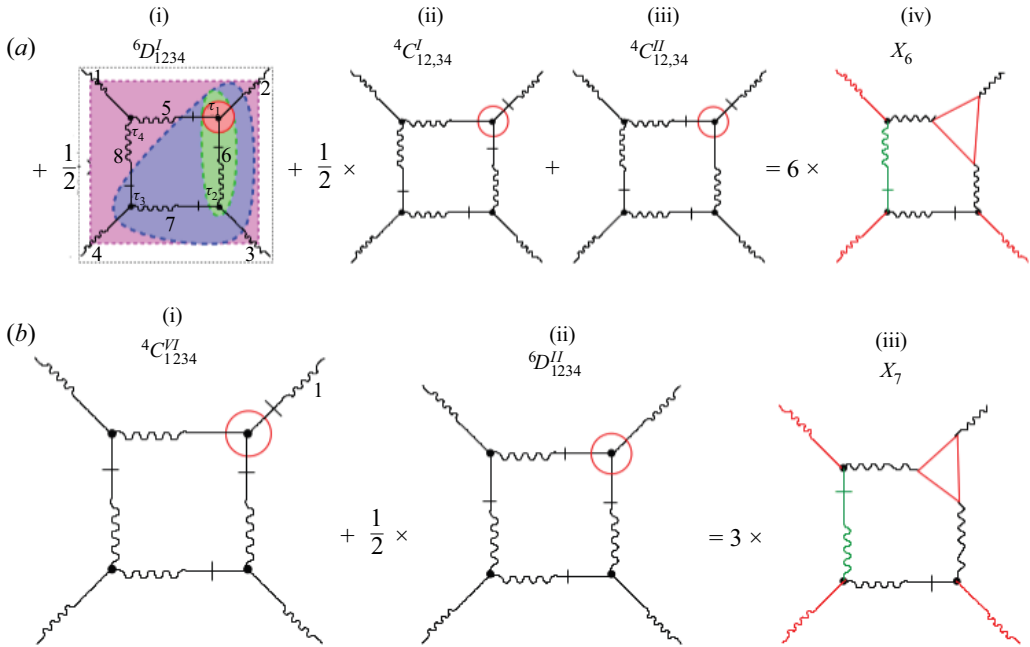 (i) (ii) (iii) (iv)
(a) ⁶D^I_1234 ⁴C^I_12,34 ⁴C^II_12,34 X₆
1 2
5 τ₁
τ₄
+ 1/2 8 6 + 1/2 × + = 6 ×
τ₃ τ₂
7
4 3
(i) (ii) (iii)
(b) ⁴C^VI_1234 ⁶D^II_1234 X₇
1
+ 1/2 × = 3 ×